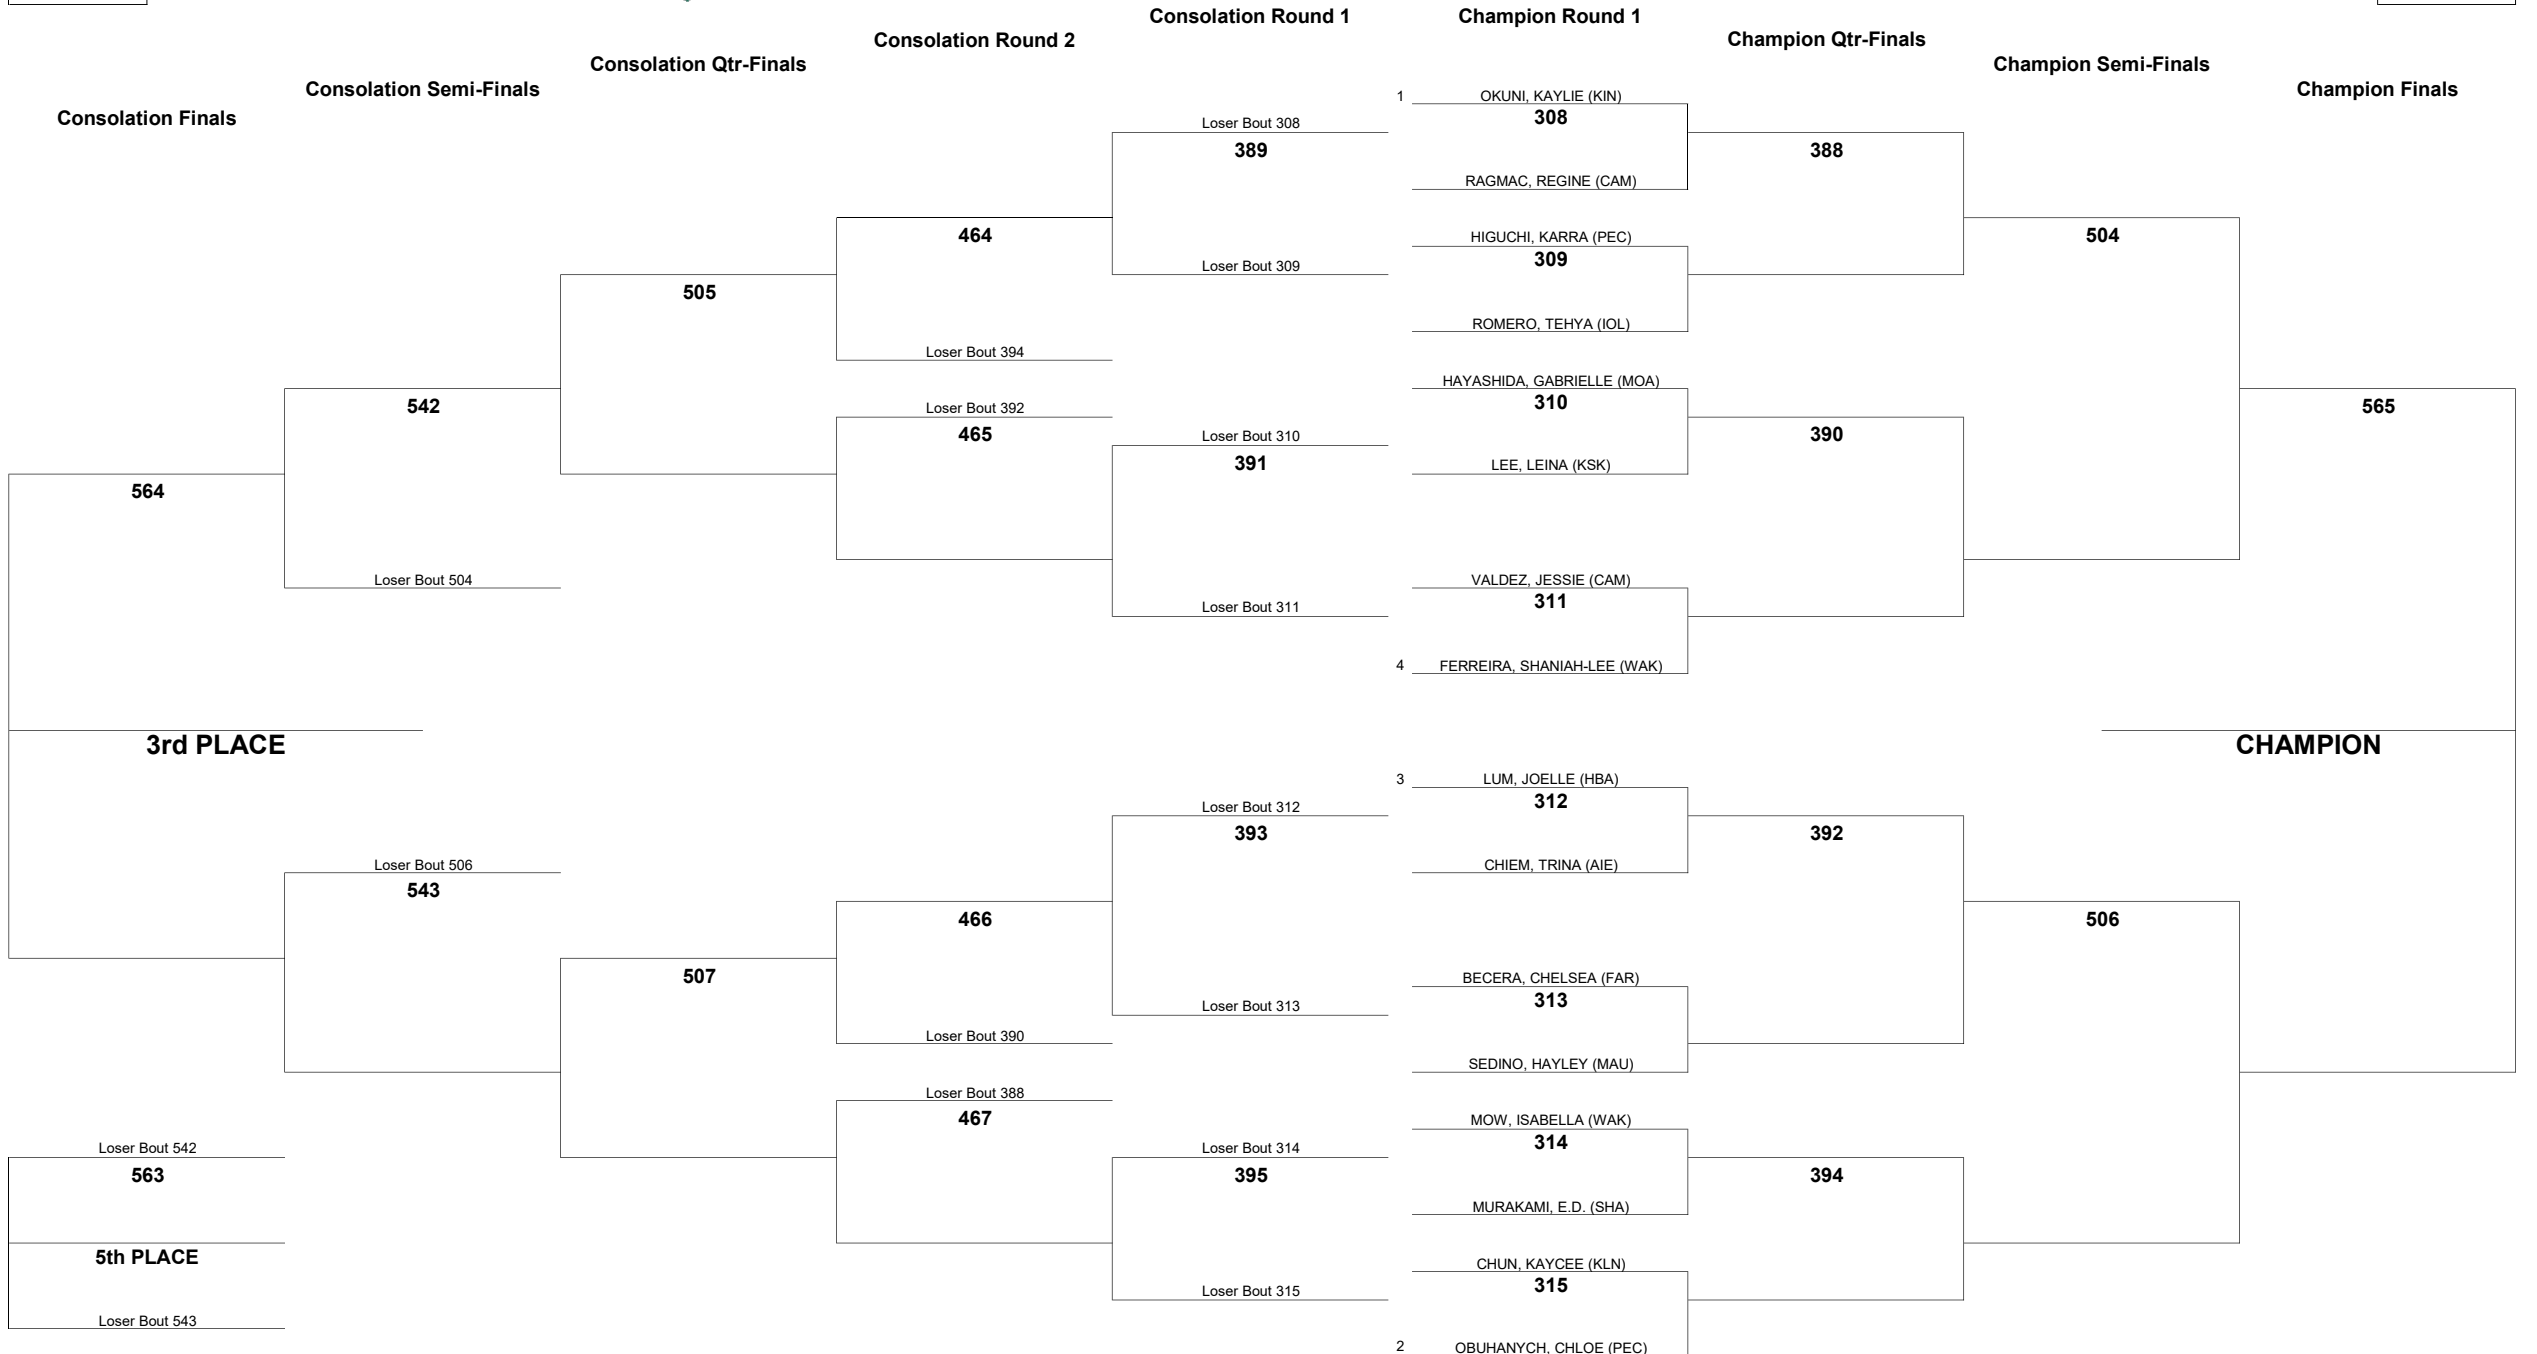 Consolation Round 1
Champion Round 1
Consolation Round 2
Champion Qtr-Finals
Consolation Qtr-Finals
Champion Semi-Finals
Consolation Semi-Finals
Champion Finals
Consolation Finals
1 OKUNI, KAYLIE (KIN)
308
Loser Bout 308
389
388
RAGMAC, REGINE (CAM)
464
HIGUCHI, KARRA (PEC)
504
309
Loser Bout 309
505
ROMERO, TEHYA (IOL)
Loser Bout 394
HAYASHIDA, GABRIELLE (MOA)
542
Loser Bout 392
310
565
465
Loser Bout 310
390
391
LEE, LEINA (KSK)
564
Loser Bout 504
VALDEZ, JESSIE (CAM)
311
Loser Bout 311
4 FERREIRA, SHANIAH-LEE (WAK)
3rd PLACE
CHAMPION
3 LUM, JOELLE (HBA)
312
Loser Bout 312
393
392
Loser Bout 506
CHIEM, TRINA (AIE)
543
466
506
507
BECERA, CHELSEA (FAR)
313
Loser Bout 313
Loser Bout 390
SEDINO, HAYLEY (MAU)
Loser Bout 388
467
MOW, ISABELLA (WAK)
314
Loser Bout 542
Loser Bout 314
563
395
394
MURAKAMI, E.D. (SHA)
5th PLACE
CHUN, KAYCEE (KLN)
315
Loser Bout 315
Loser Bout 543
2 OBUHANYCH, CHLOE (PEC)